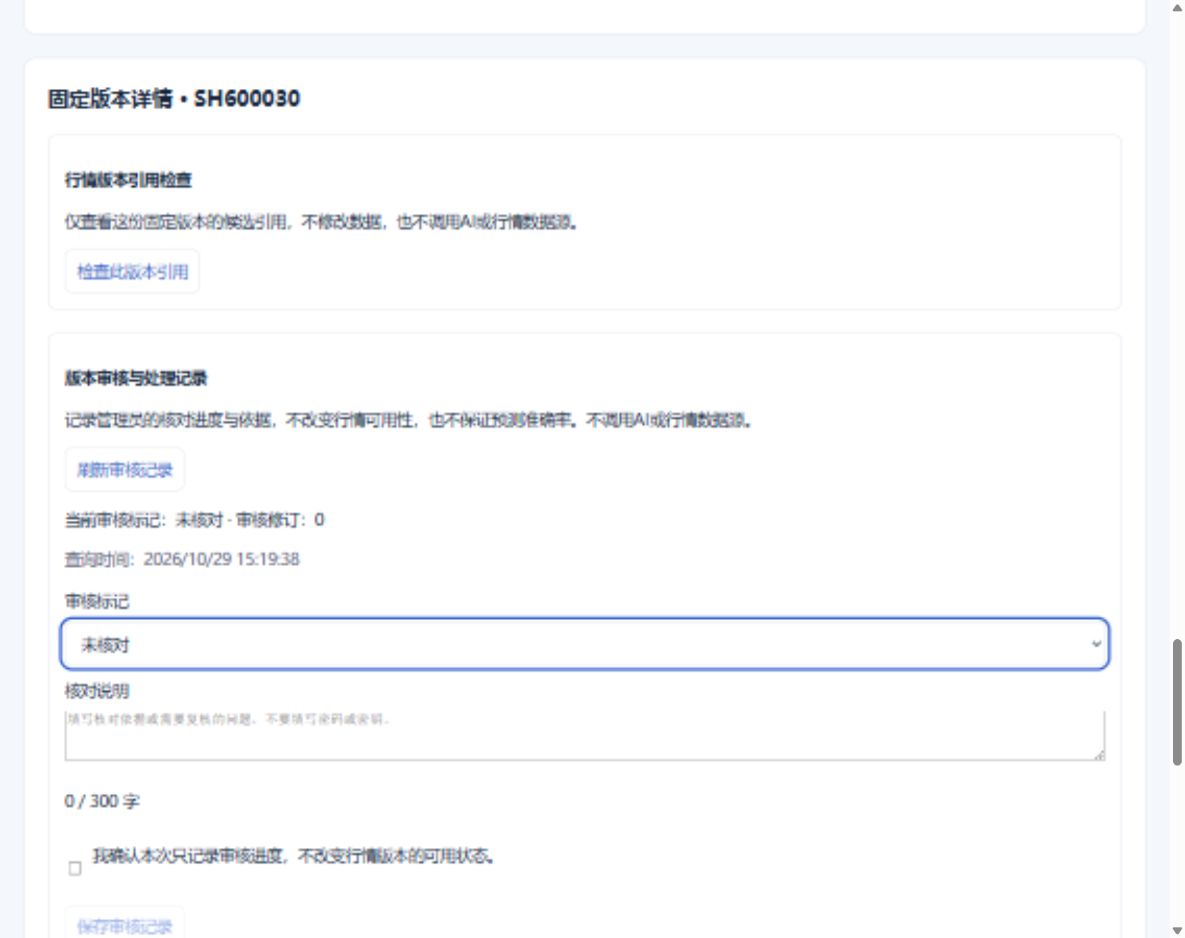 固定版本详情 • SH600030
行情版本引用检查
仅查看这份固定版本的候选引用，不修改数据，也不调用AI或行情数据源。
检查此版本引用
版本审核与处理记录
记录管理员的核对进度与依据，不改变行情可用性，也不保证预测准确率。不调用AI或行情数据源。
刷新审核记录
当前审核标记：未核对 · 审核修订：0
查询时间：2026/10/29 15:19:38
审核标记
未核对
核对说明
填写核对依据或需要复核的问题，不要填写密码或密钥。
0 / 300 字
我确认本次只记录审核进度，不改变行情版本的可用状态。
保存审核记录